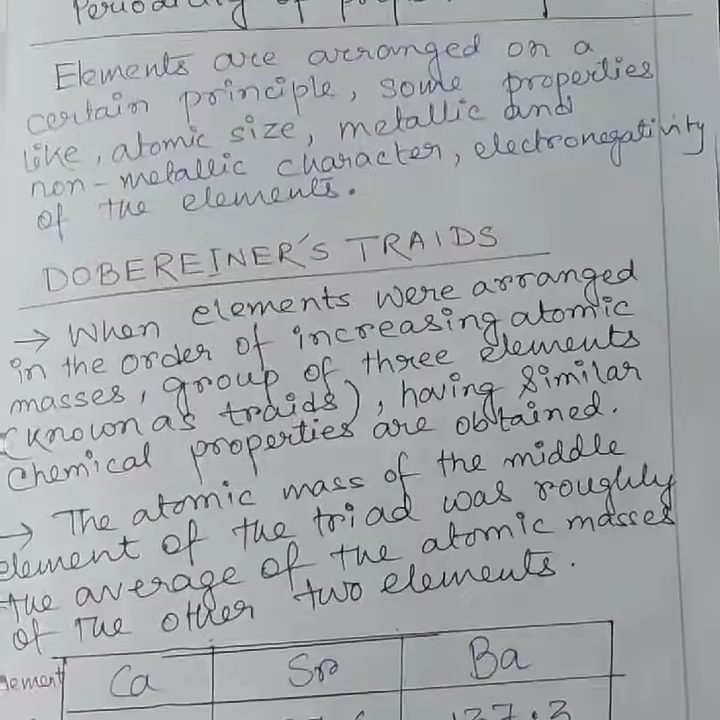 Periodicity of
Elements are arranged on a
certain principle, some properties
like, atomic size, metallic and
non-metallic character, electronegativity
of the elements.
DOBEREINER'S TRAIDS
→ When elements were arranged
in the order of increasing atomic
masses, group of three elements
(known as traids), having similar
Chemical properties are obtained.
→ The atomic mass of the middle
element of the triad was roughly
the average of the atomic masses
of the other two elements.
Ca Sr Ba